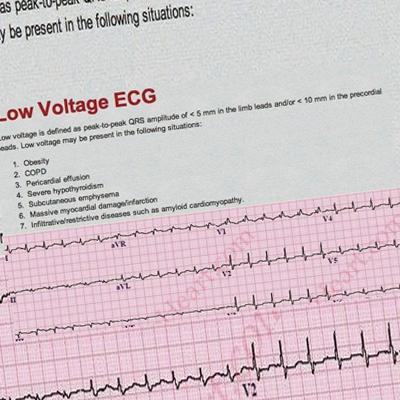 as peak-to-peak QRS
y be present in the following situations:
Low Voltage ECG
Low voltage is defined as peak-to-peak QRS amplitude of < 5 mm in the limb leads and/or < 10 mm in the precordial
leads. Low voltage may be present in the following situations:
1. Obesity
2. COPD
3. Pericardial effusion
4. Severe hypothyroidism
5. Subcutaneous emphysema
6. Massive myocardial damage/infarction
7. Infiltrative/restrictive diseases such as amyloid cardiomyopathy.
I aVR V1 V4
II aVL V2 V5
V2